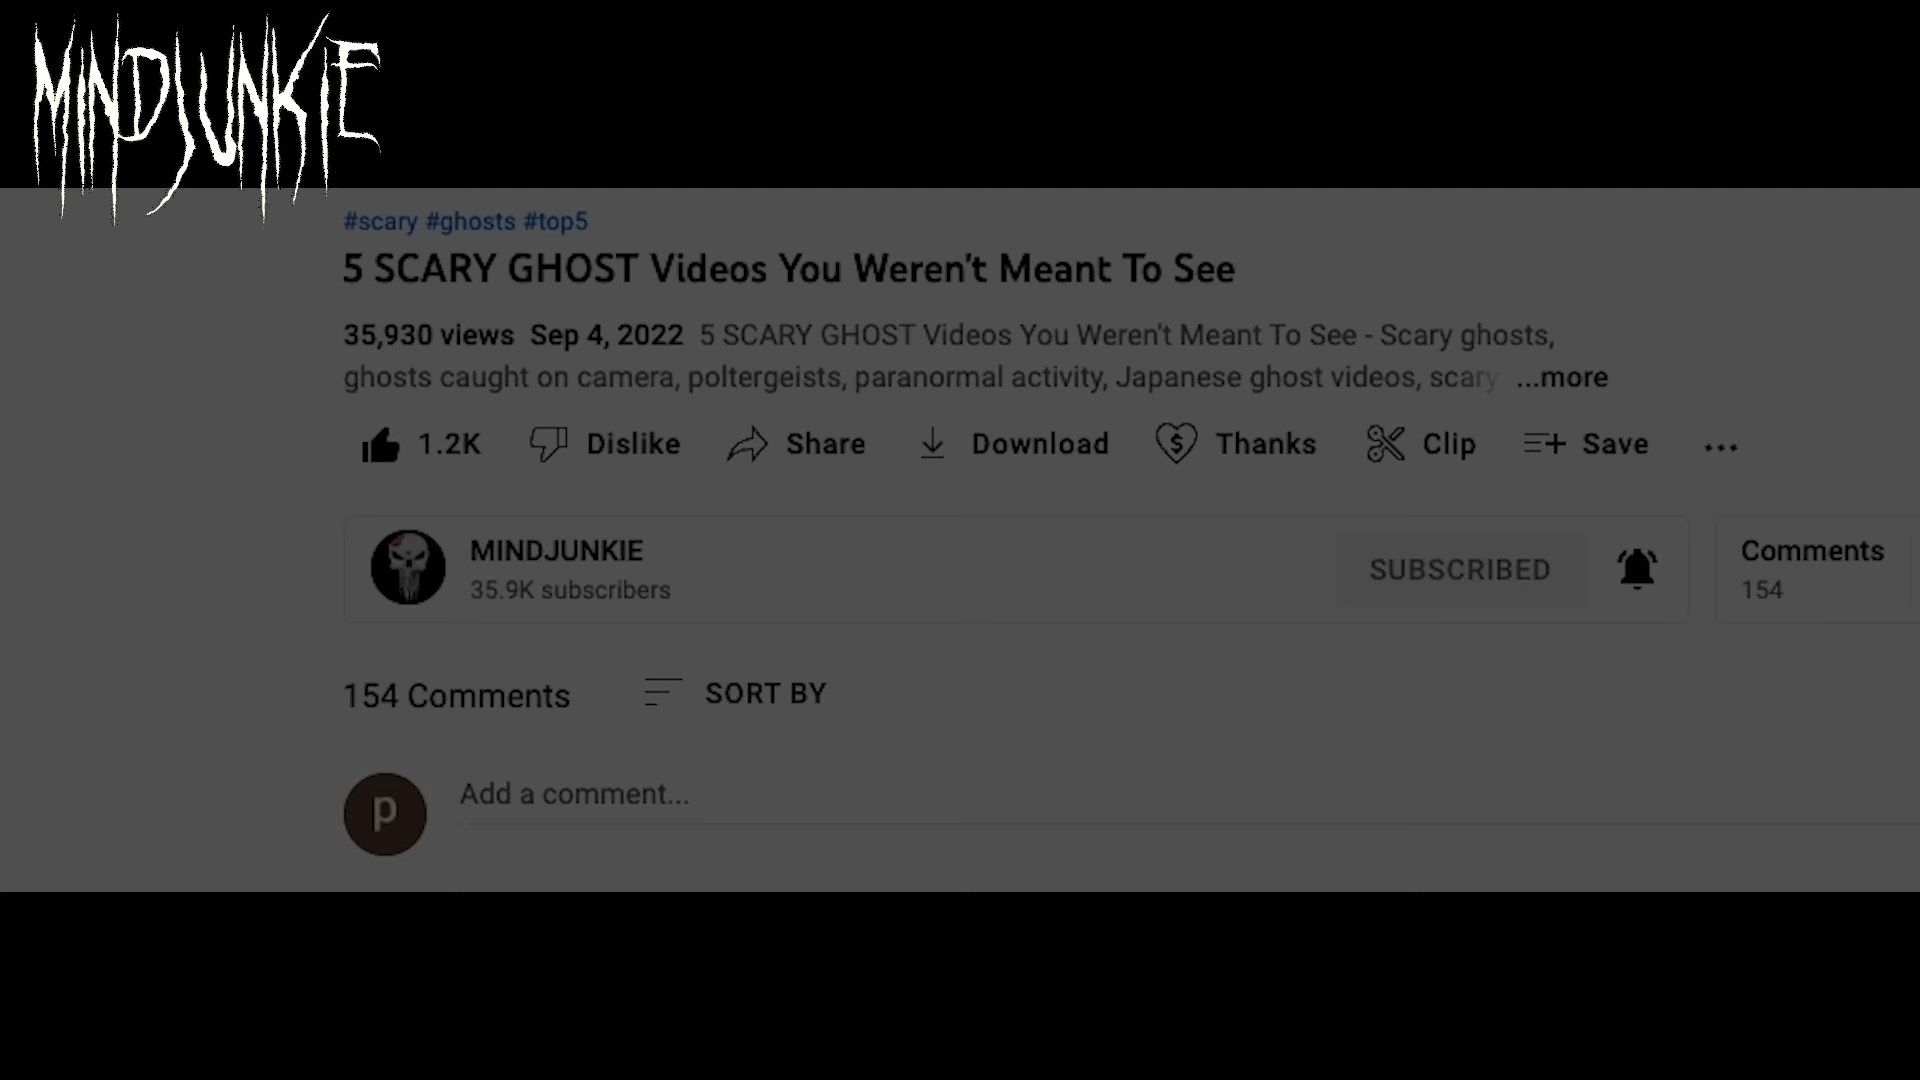 MINDJUNKIE
#scary #ghosts #top5
5 SCARY GHOST Videos You Weren't Meant To See
35,930 views Sep 4, 2022 5 SCARY GHOST Videos You Weren't Meant To See - Scary ghosts,
ghosts caught on camera, poltergeists, paranormal activity, Japanese ghost videos, scary ...more
1.2K Dislike Share Download Thanks Clip Save ...
MINDJUNKIE
35.9K subscribers
SUBSCRIBED
Comments
154
154 Comments SORT BY
p
Add a comment...